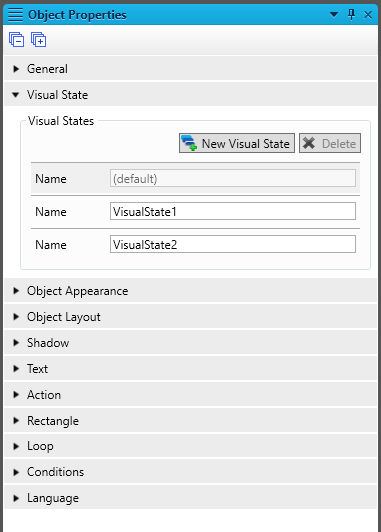 Object Properties
General
Visual State
Visual States
New Visual State Delete
Name (default)
Name VisualState1
Name VisualState2
Object Appearance
Object Layout
Shadow
Text
Action
Rectangle
Loop
Conditions
Language